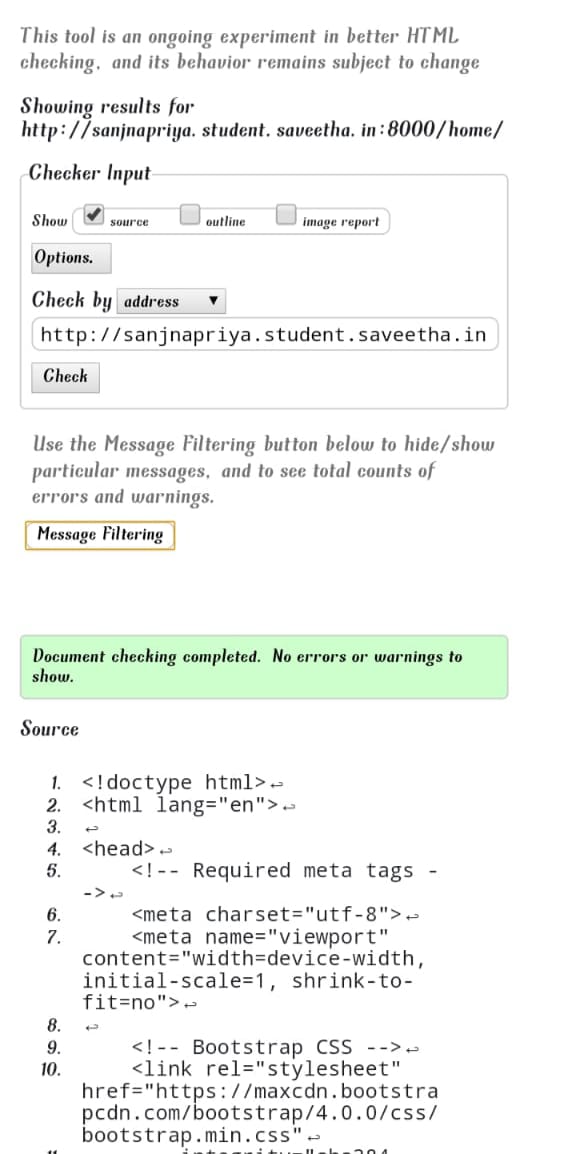 This tool is an ongoing experiment in better HTML
checking, and its behavior remains subject to change
Showing results for
http://sanjnapriya.student.saveetha.in:8000/home/
Checker Input
Show source outline image report
Options.
Check by address ▼
http://sanjnapriya.student.saveetha.in
Check
Use the Message Filtering button below to hide/show
particular messages, and to see total counts of
errors and warnings.
Message Filtering
Document checking completed. No errors or warnings to
show.
Source
1. <!doctype html>↩
2. <html lang="en">↩
3. ↩
4. <head>↩
5. <!-- Required meta tags -
->↩
6. <meta charset="utf-8">↩
7. <meta name="viewport"
content="width=device-width,
initial-scale=1, shrink-to-
fit=no">↩
8. ↩
9. <!-- Bootstrap CSS -->↩
10. <link rel="stylesheet"
href="https://maxcdn.bootstra
pcdn.com/bootstrap/4.0.0/css/
bootstrap.min.css"↩